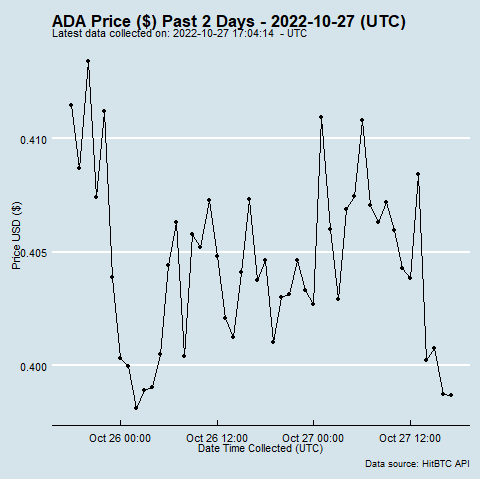 ADA Price ($) Past 2 Days - 2022-10-27 (UTC)
Latest data collected on: 2022-10-27 17:04:14  - UTC
0.410
0.405
0.400
Price USD ($)
Oct 26 00:00
Oct 26 12:00
Oct 27 00:00
Oct 27 12:00
Date Time Collected (UTC)
Data source: HitBTC API